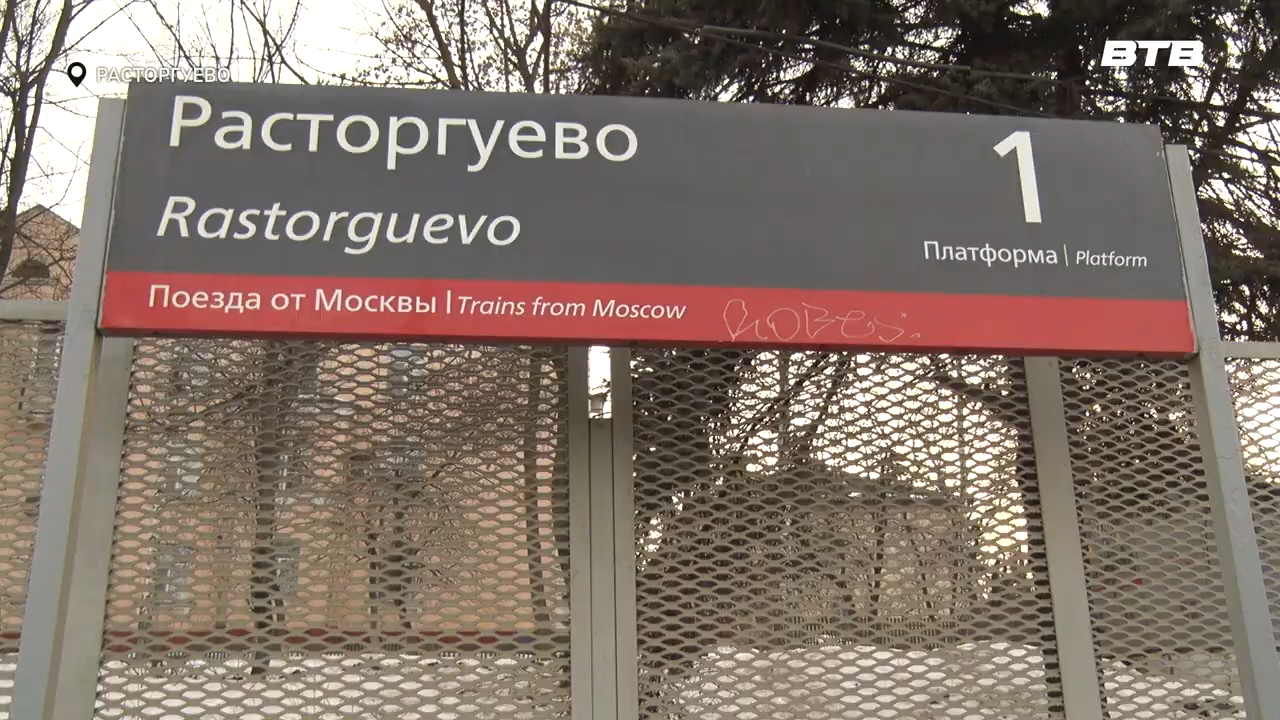 РАСТОРГУЕВО
ВТВ
Расторгуево
Rastorguevo
1
Платформа | Platform
Поезда от Москвы | Trains from Moscow